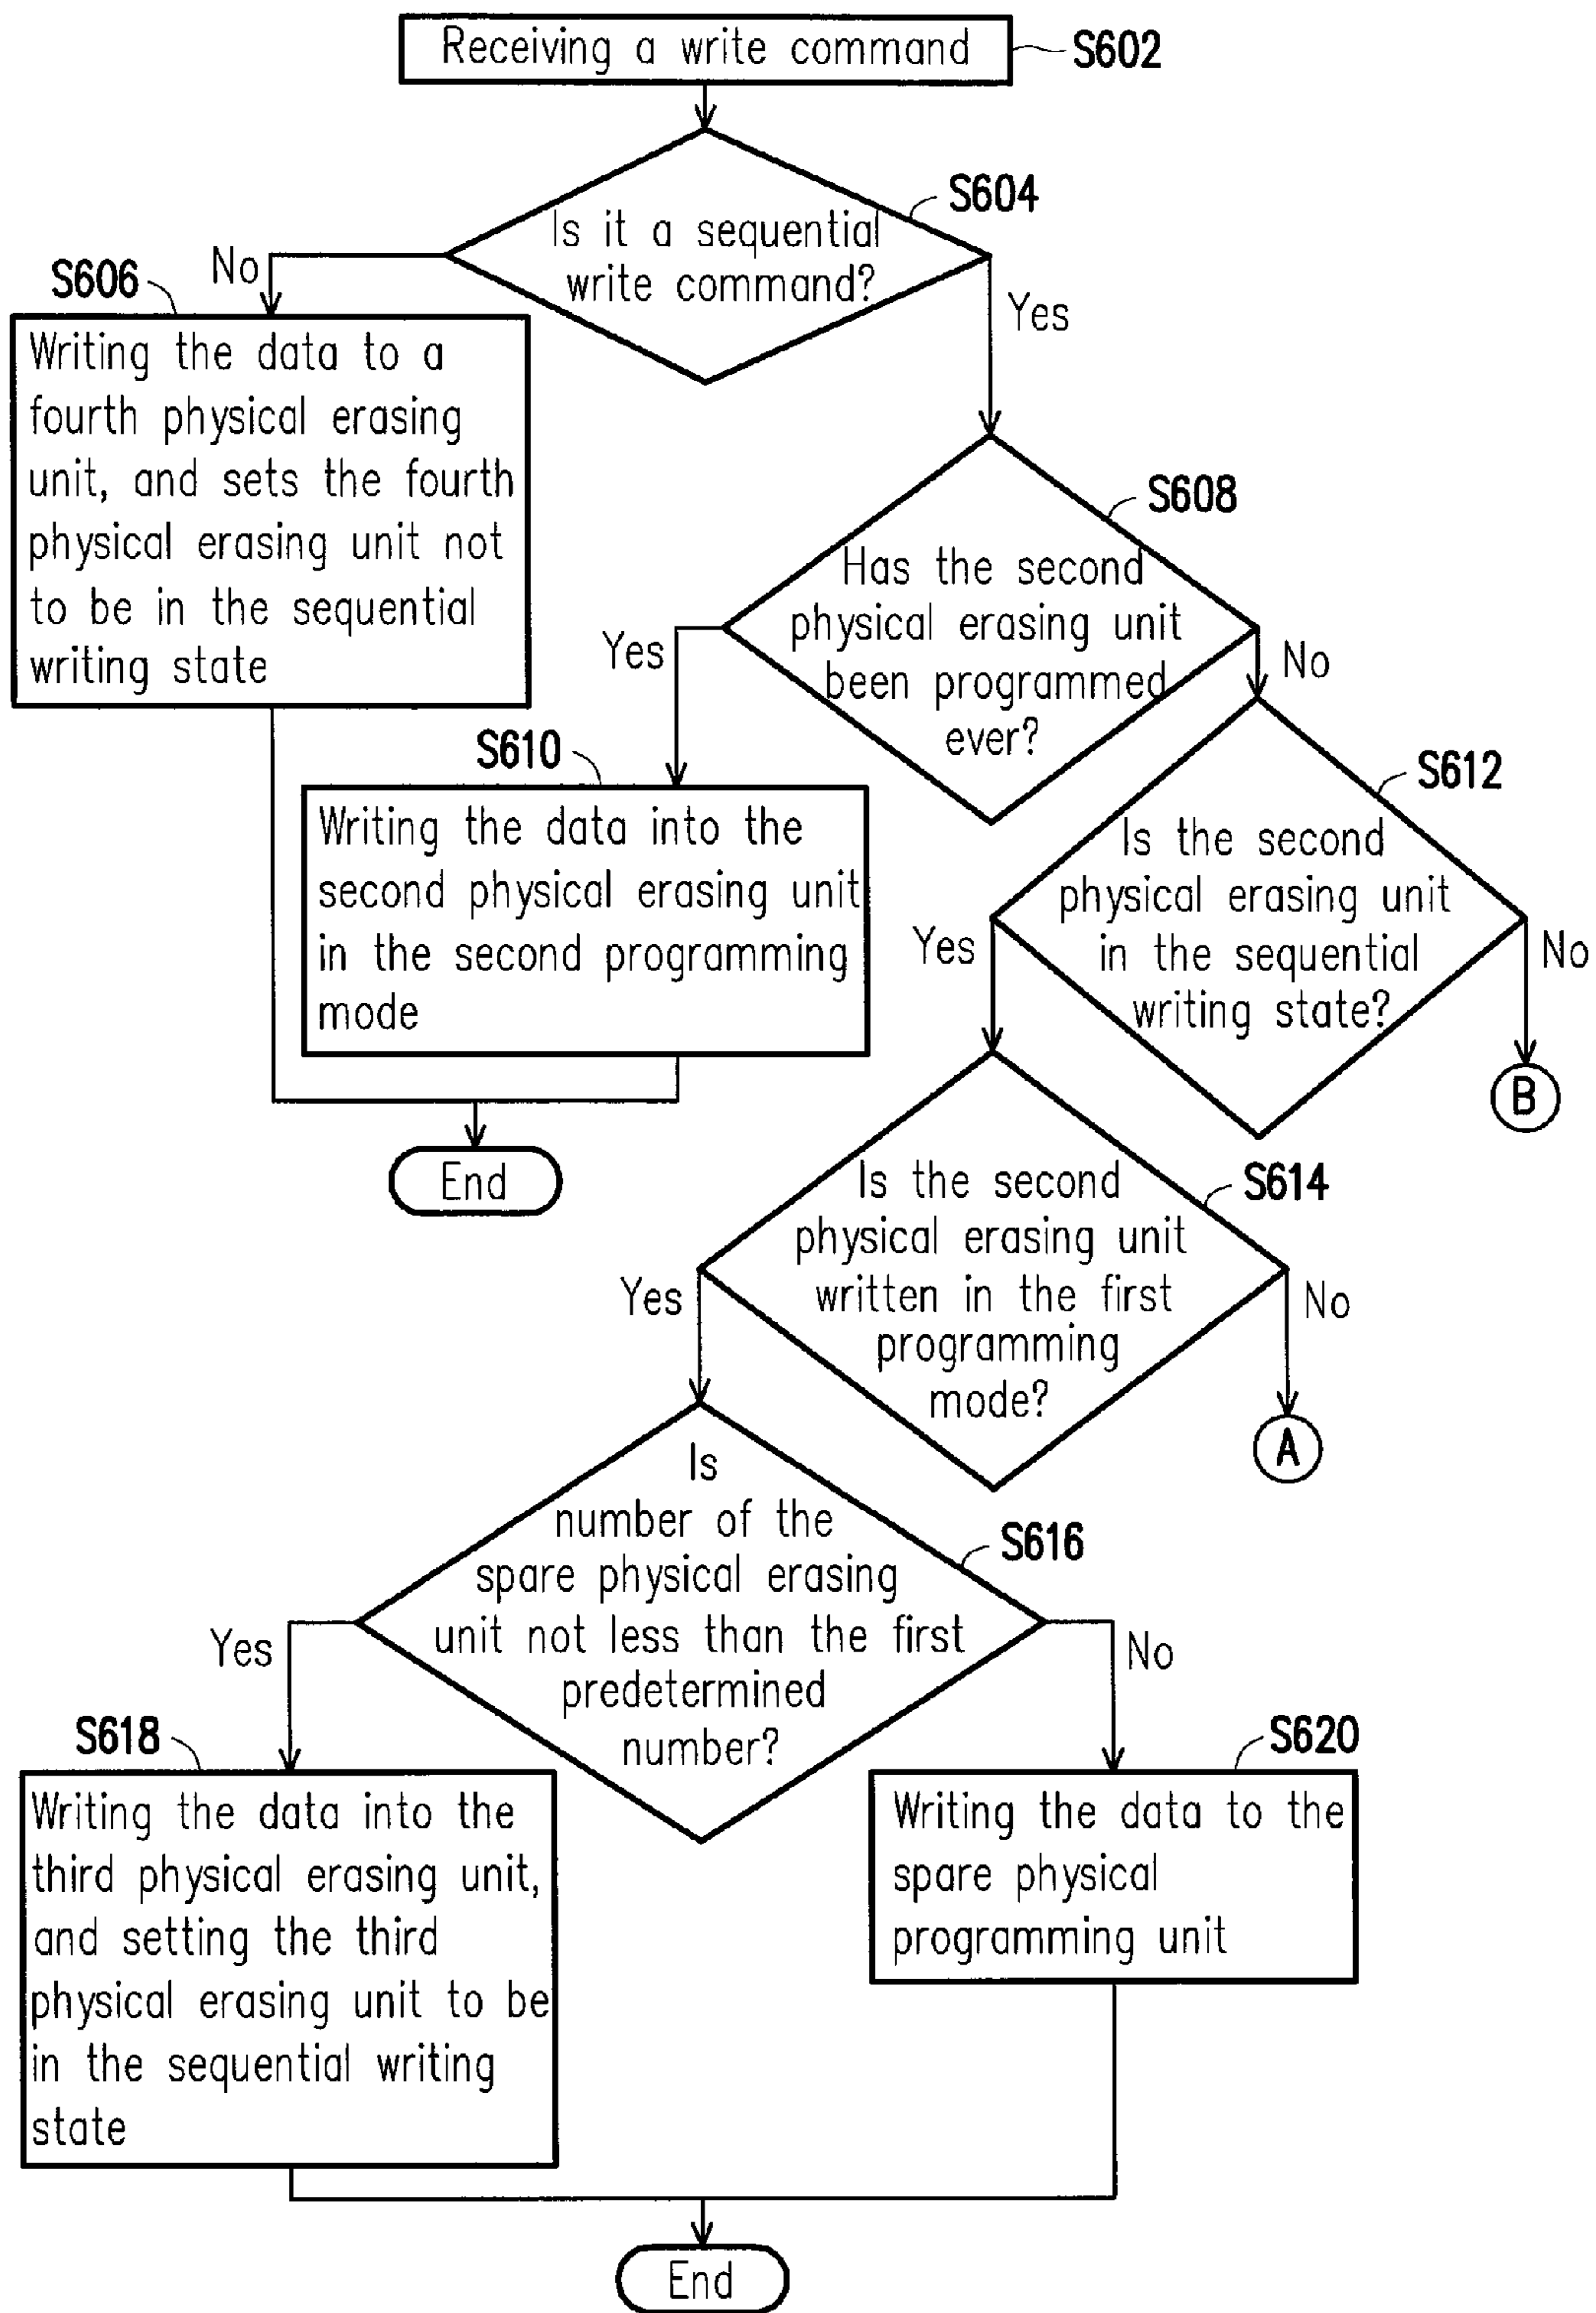 Receiving a write command
S602
S604
Is it a sequential
write command?
No
Yes
S606
Writing the data to a
fourth physical erasing
unit, and sets the fourth
physical erasing unit not
to be in the sequential
writing state
S608
Has the second
physical erasing unit
been programmed
ever?
Yes
No
S610
Writing the data into the
second physical erasing unit
in the second programming
mode
End
S612
Is the second
physical erasing unit
in the sequential
writing state?
Yes
No
B
S614
Is the second
physical erasing unit
written in the first
programming
mode?
Yes
No
A
Is
number of the
spare physical erasing
unit not less than the first
predetermined
number?
S616
Yes
No
S618
Writing the data into the
third physical erasing unit,
and setting the third
physical erasing unit to be
in the sequential writing
state
S620
Writing the data to the
spare physical
programming unit
End